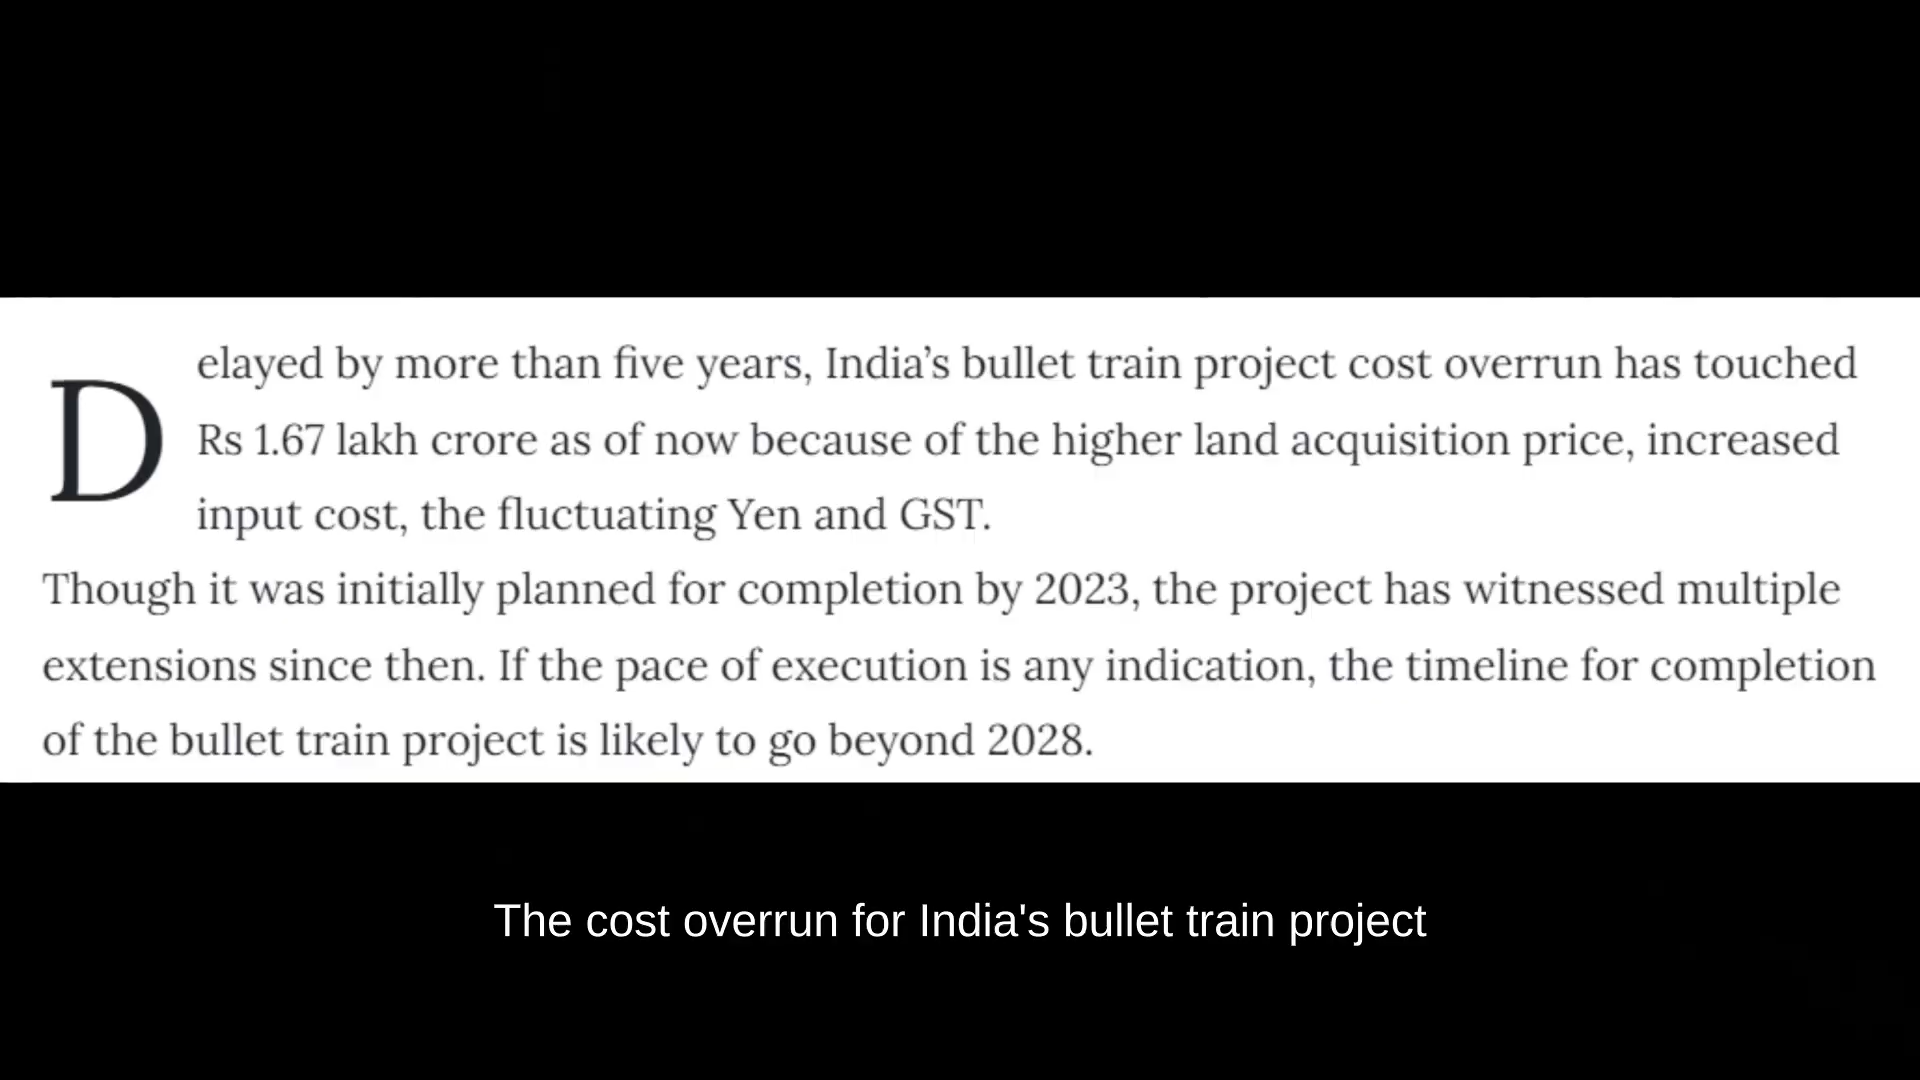 Delayed by more than five years, India’s bullet train project cost overrun has touched
Rs 1.67 lakh crore as of now because of the higher land acquisition price, increased
input cost, the fluctuating Yen and GST.
Though it was initially planned for completion by 2023, the project has witnessed multiple
extensions since then. If the pace of execution is any indication, the timeline for completion
of the bullet train project is likely to go beyond 2028.
The cost overrun for India's bullet train project